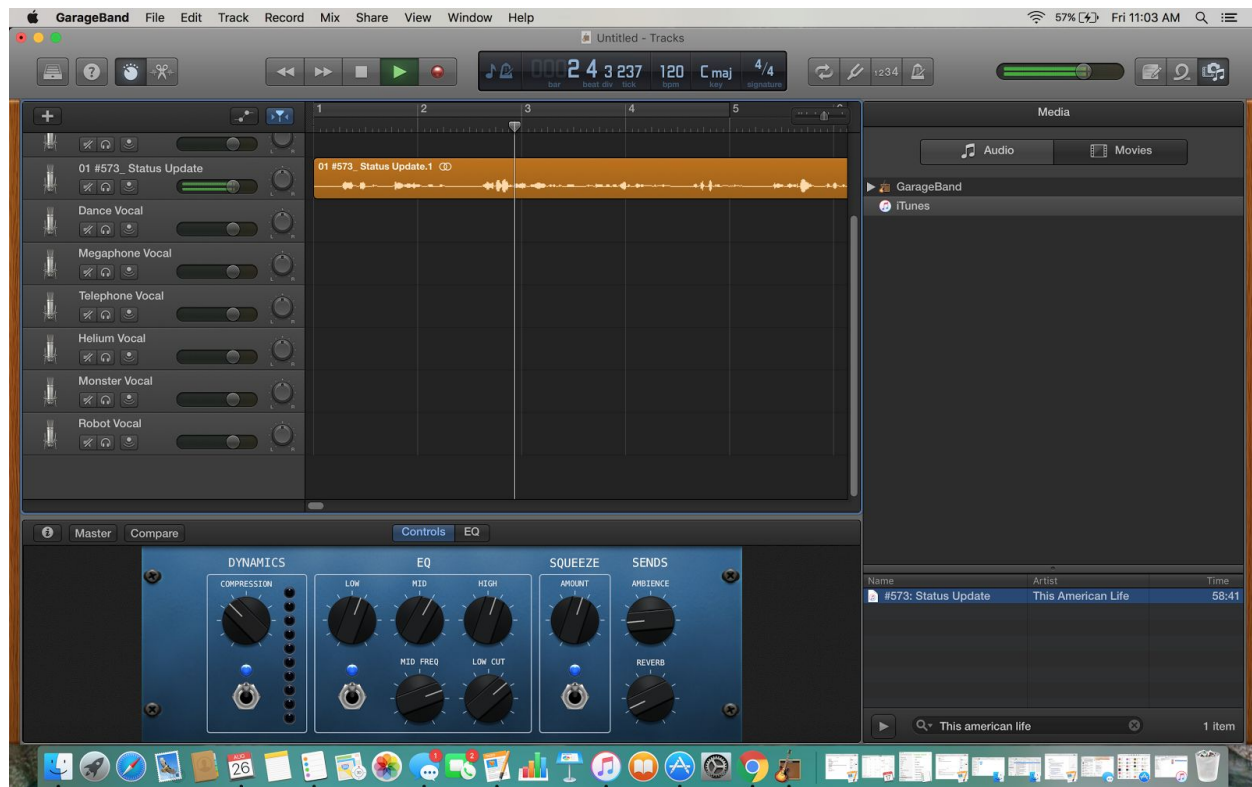 GarageBand File Edit Track Record Mix Share View Window Help 57% Fri 11:03 AM
Untitled - Tracks
2 4 3 237 120 C maj 4/4
bar beat div tick bpm key signature
1234
1 2 3 4 5
Media
Audio Movies
01 #573_ Status Update
01 #573_ Status Update.1
GarageBand
iTunes
Dance Vocal
Megaphone Vocal
Telephone Vocal
Helium Vocal
Monster Vocal
Robot Vocal
Master Compare Controls EQ
DYNAMICS EQ SQUEEZE SENDS
COMPRESSION LOW MID HIGH AMOUNT AMBIENCE
MID FREQ LOW CUT REVERB
Name Artist Time
#573: Status Update This American Life 58:41
This american life 1 item
AUG
26
1
2